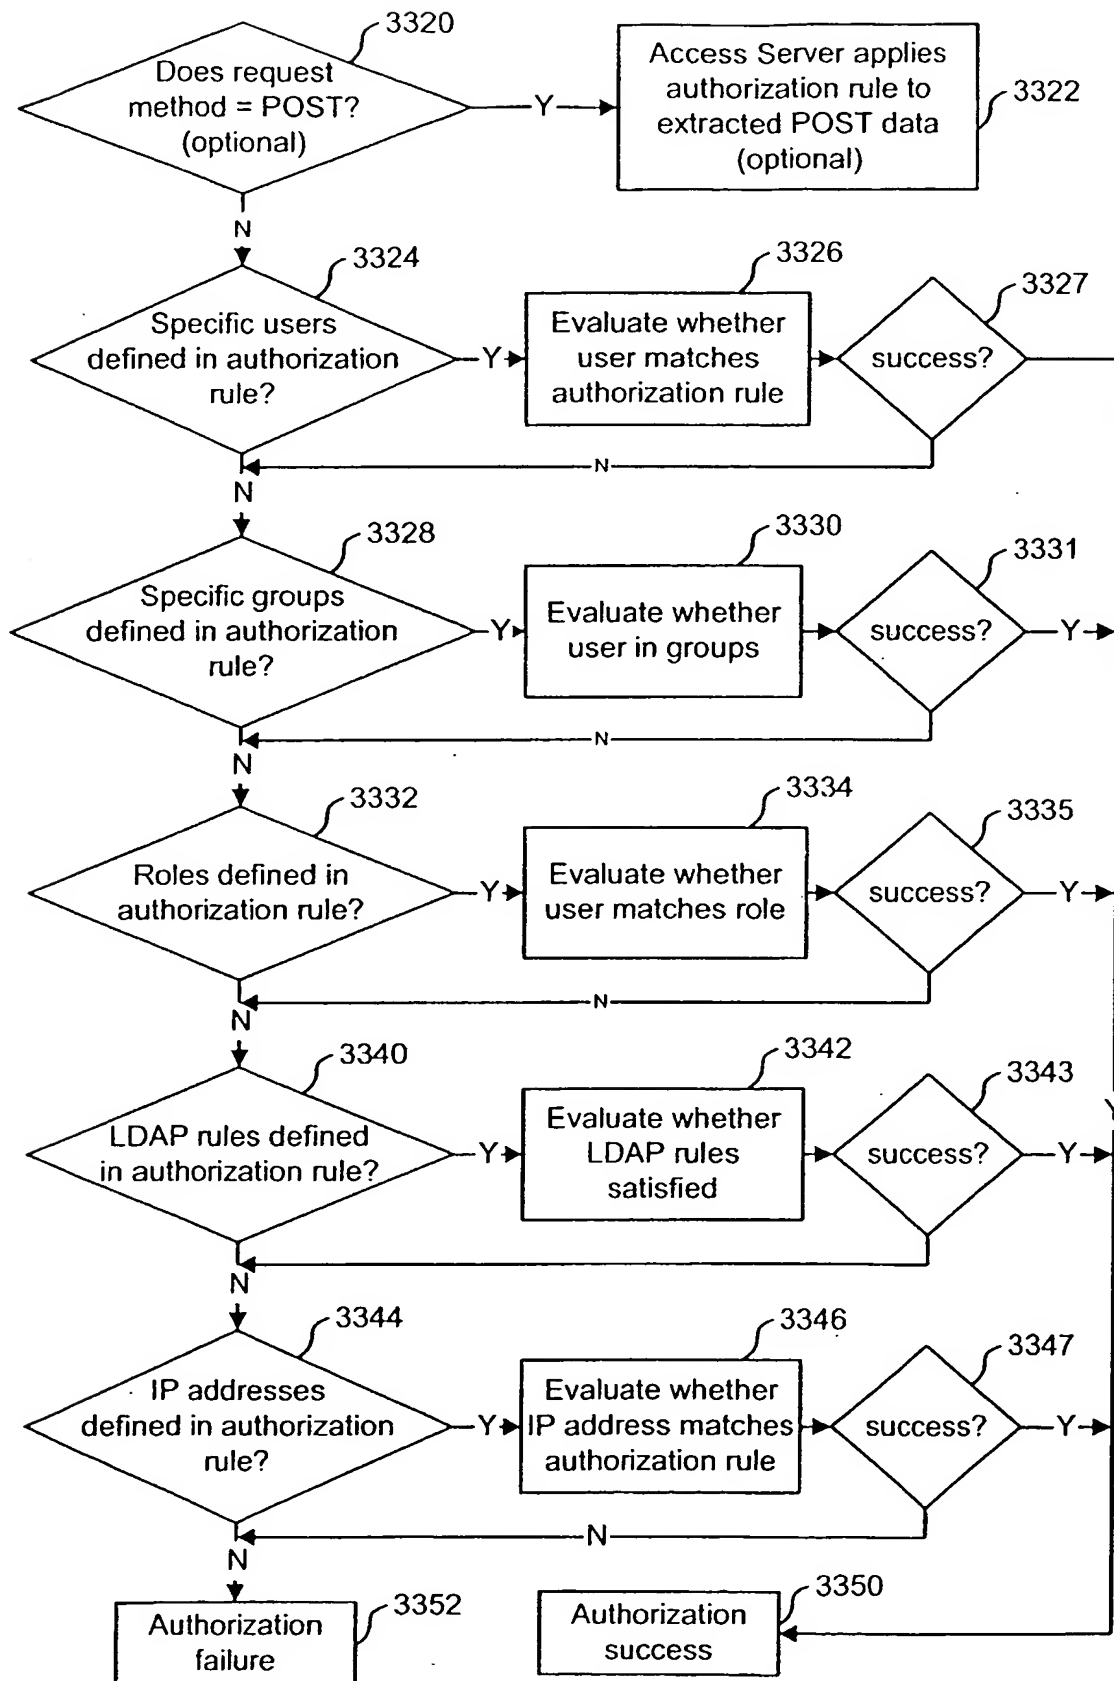 3320
Does request
method = POST?
(optional)
Y
Access Server applies
authorization rule to
extracted POST data
(optional)
3322
N
3324
Specific users
defined in authorization
rule?
Y
3326
Evaluate whether
user matches
authorization rule
3327
success?
N
N
3328
Specific groups
defined in authorization
rule?
Y
3330
Evaluate whether
user in groups
3331
success?
Y
N
N
3332
Roles defined in
authorization rule?
Y
3334
Evaluate whether
user matches role
3335
success?
Y
N
N
3340
LDAP rules defined
in authorization rule?
Y
3342
Evaluate whether
LDAP rules
satisfied
3343
success?
Y
Y
N
3344
IP addresses
defined in authorization
rule?
Y
3346
Evaluate whether
IP address matches
authorization rule
3347
success?
Y
N
N
3352
Authorization
failure
3350
Authorization
success